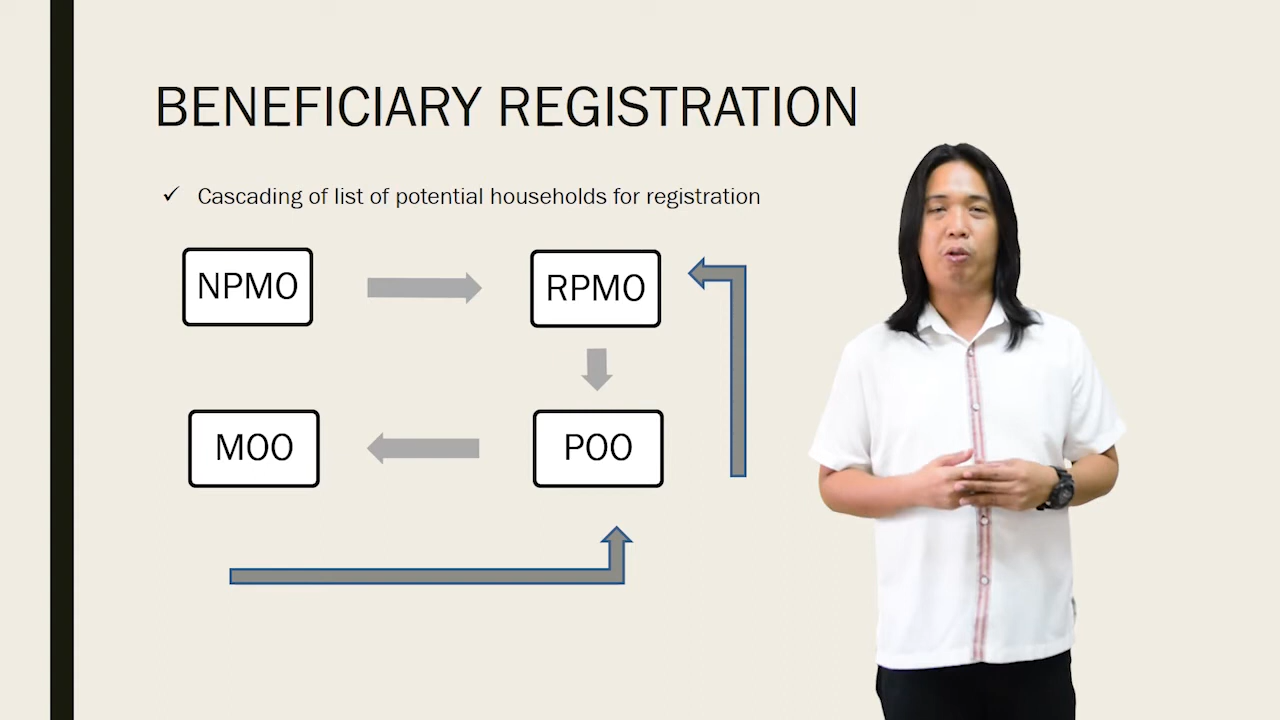 BENEFICIARY REGISTRATION
✓ Cascading of list of potential households for registration
NPMO
RPMO
MOO
POO